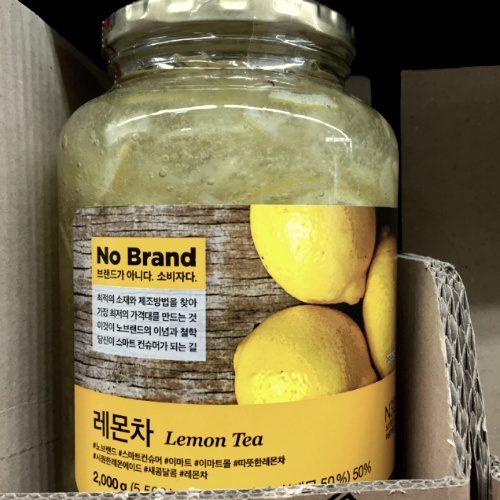 No Brand
브랜드가 아니다. 소비자다.
최적의 소재와 제조방법을 찾아
가장 최저의 가격대를 만드는 것
이것이 노브랜드의 이념과 철학
당신이 스마트 컨슈머가 되는 길
레몬차 Lemon Tea
#노브랜드 #스마트컨슈머 #이마트 #이마트몰 #따뜻한레몬차
#시원한레몬에이드 #새콤달콤 #레몬차
2,000g 50%) 50%